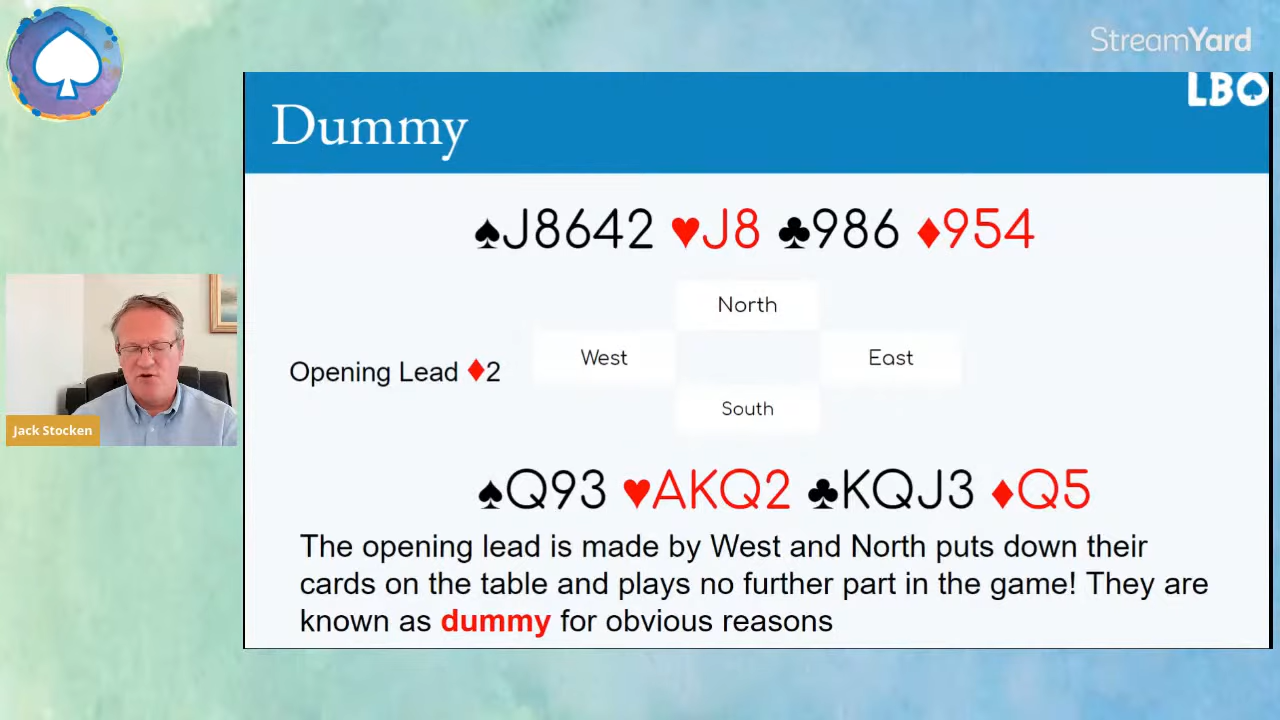 StreamYard
LBO
Dummy
♠J8642 ♥J8 ♣986 ♦954
North
West
East
Opening Lead ♦2
South
Jack Stocken
♠Q93 ♥AKQ2 ♣KQJ3 ♦Q5
The opening lead is made by West and North puts down their
cards on the table and plays no further part in the game! They are
known as dummy for obvious reasons